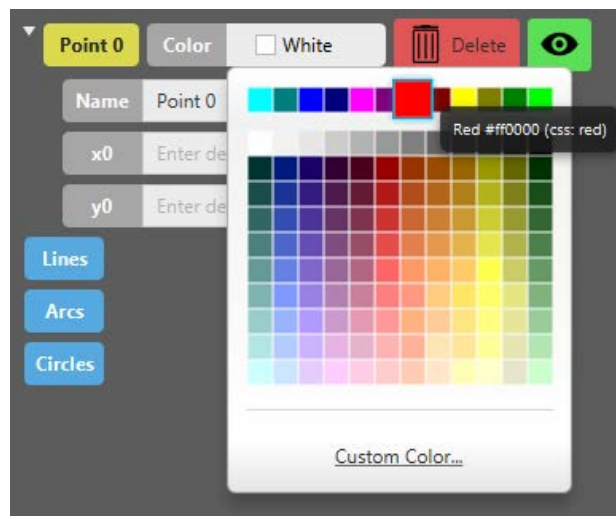 Point 0 Color White Delete
Name Point 0
Red #ff0000 (css: red)
x0 Enter de
y0 Enter de
Lines
Arcs
Circles
Custom Color...